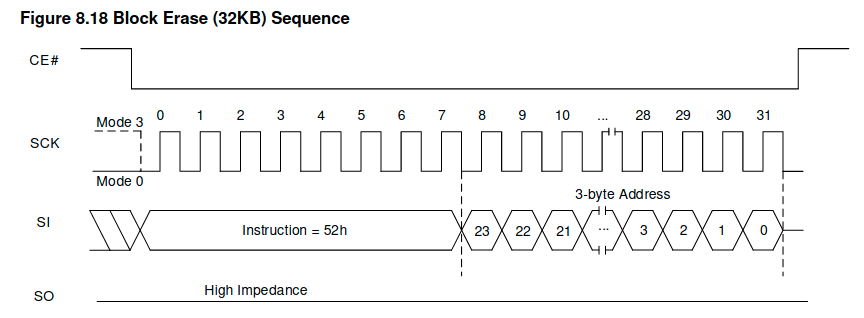 Figure 8.18 Block Erase (32KB) Sequence
CE#
Mode 3 0 1 2 3 4 5 6 7 8 9 10 ... 28 29 30 31
SCK
Mode 0
3-byte Address
SI Instruction = 52h 23 22 21 ... 3 2 1 0
High Impedance
SO